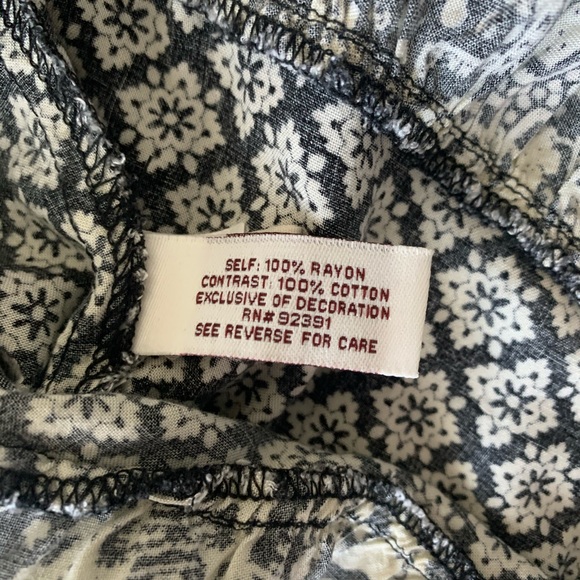 SELF: 100% RAYON
CONTRAST: 100% COTTON
EXCLUSIVE OF DECORATION
RN# 92391
SEE REVERSE FOR CARE